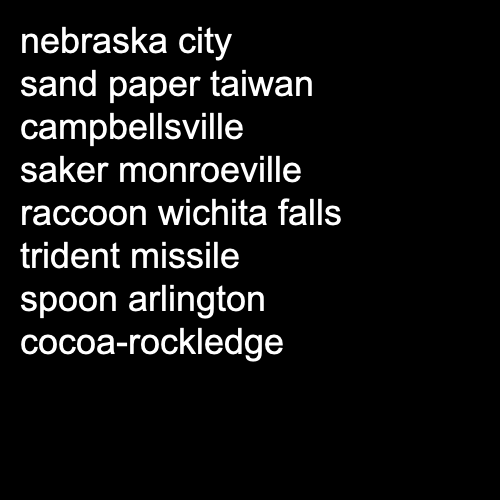 nebraska city
sand paper taiwan
campbellsville
saker monroeville
raccoon wichita falls
trident missile
spoon arlington
cocoa-rockledge